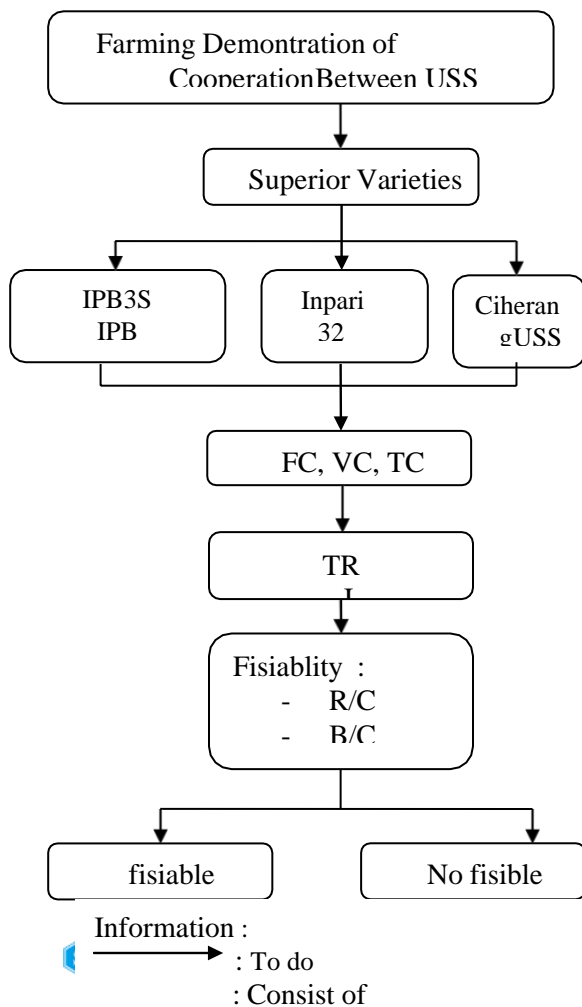 Farming Demontration of
CooperationBetween USS
Superior Varieties
IPB3S
IPB
Inpari
32
Ciheran
gUSS
FC, VC, TC
TR
Fisiablity :
- R/C
- B/C
fisiable
No fisible
Information :
: To do
: Consist of